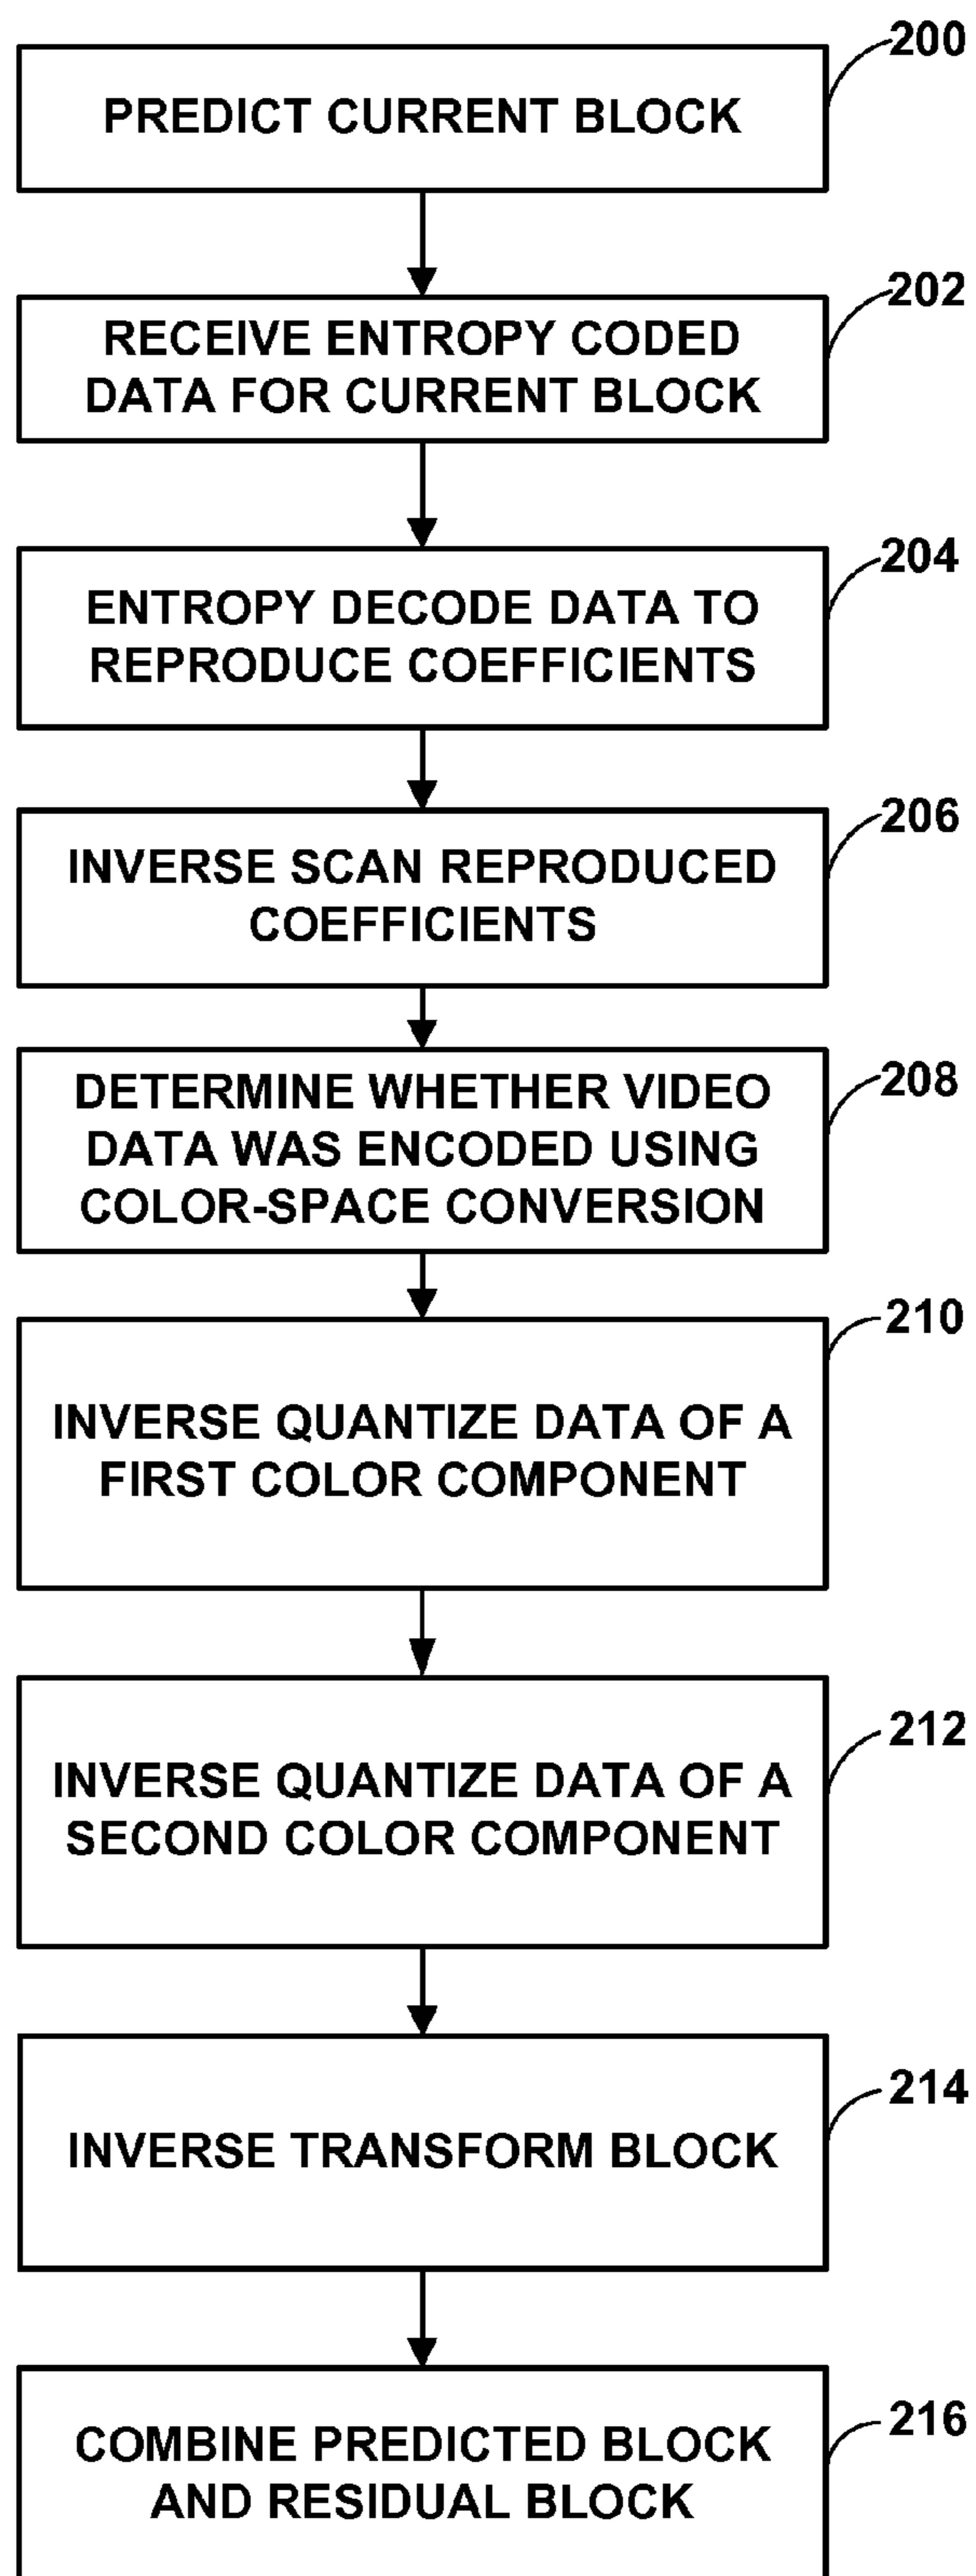 200
PREDICT CURRENT BLOCK
202
RECEIVE ENTROPY CODED
DATA FOR CURRENT BLOCK
204
ENTROPY DECODE DATA TO
REPRODUCE COEFFICIENTS
206
INVERSE SCAN REPRODUCED
COEFFICIENTS
208
DETERMINE WHETHER VIDEO
DATA WAS ENCODED USING
COLOR-SPACE CONVERSION
210
INVERSE QUANTIZE DATA OF A
FIRST COLOR COMPONENT
212
INVERSE QUANTIZE DATA OF A
SECOND COLOR COMPONENT
214
INVERSE TRANSFORM BLOCK
216
COMBINE PREDICTED BLOCK
AND RESIDUAL BLOCK